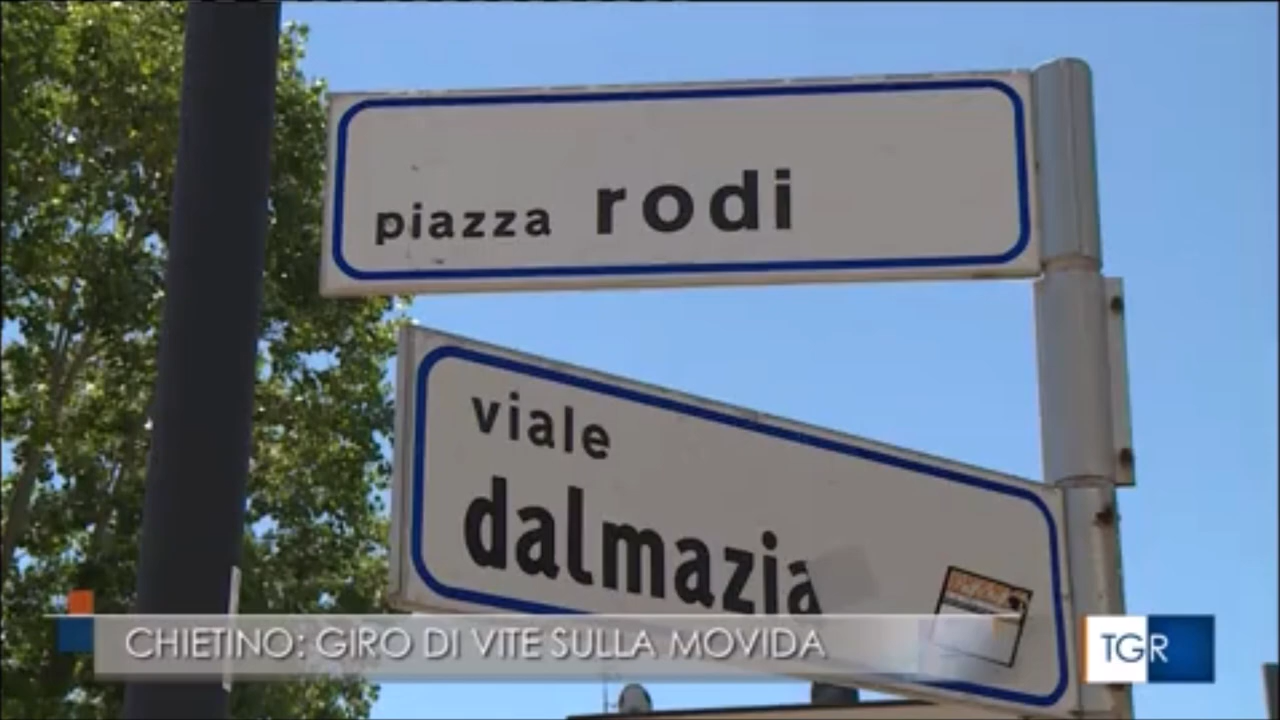 piazza rodi
viale
dalmazia
CHIETINO: GIRO DI VITE SULLA MOVIDA
TGR